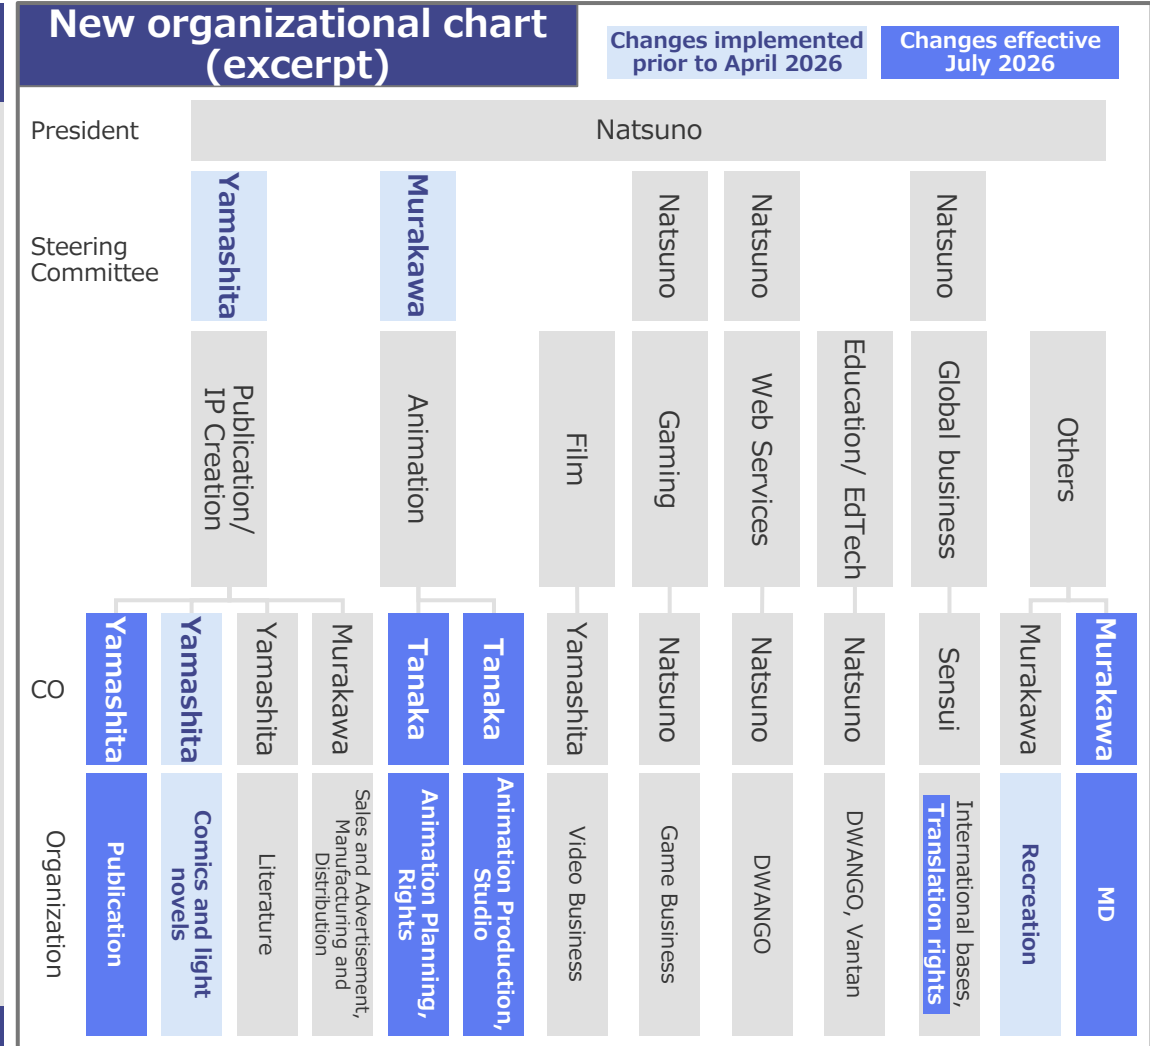 New organizational chart
(excerpt)
Changes implemented
prior to April 2026
Changes effective
July 2026
President
Natsuno
Steering
Committee
Yamashita
Murakawa
Natsuno
Natsuno
Natsuno
Publication/
IP Creation
Animation
Film
Gaming
Web Services
Education/ EdTech
Global business
Others
CO
Yamashita
Yamashita
Yamashita
Murakawa
Tanaka
Tanaka
Yamashita
Natsuno
Natsuno
Natsuno
Sensui
Murakawa
Murakawa
Organization
Publication
Comics and light
novels
Literature
Sales and Advertisement,
Manufacturing and
Distribution
Animation Planning,
Rights
Animation Production,
Studio
Video Business
Game Business
DWANGO
DWANGO, Vantan
International bases,
Translation rights
Recreation
MD